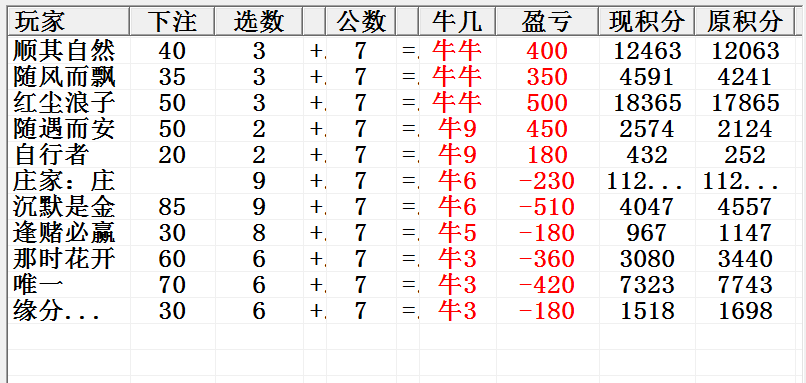 玩家 下注 选数 公数 牛几 盈亏 现积分 原积分
顺其自然 40 3 +. 7 =. 牛牛 400 12463 12063
随风而飘 35 3 +. 7 =. 牛牛 350 4591 4241
红尘浪子 50 3 +. 7 =. 牛牛 500 18365 17865
随遇而安 50 2 +. 7 =. 牛9 450 2574 2124
自行者 20 2 +. 7 =. 牛9 180 432 252
庄家：庄 9 +. 7 =. 牛6 -230 112... 112...
沉默是金 85 9 +. 7 =. 牛6 -510 4047 4557
逢赌必赢 30 8 +. 7 =. 牛5 -180 967 1147
那时花开 60 6 +. 7 =. 牛3 -360 3080 3440
唯一 70 6 +. 7 =. 牛3 -420 7323 7743
缘分... 30 6 +. 7 =. 牛3 -180 1518 1698